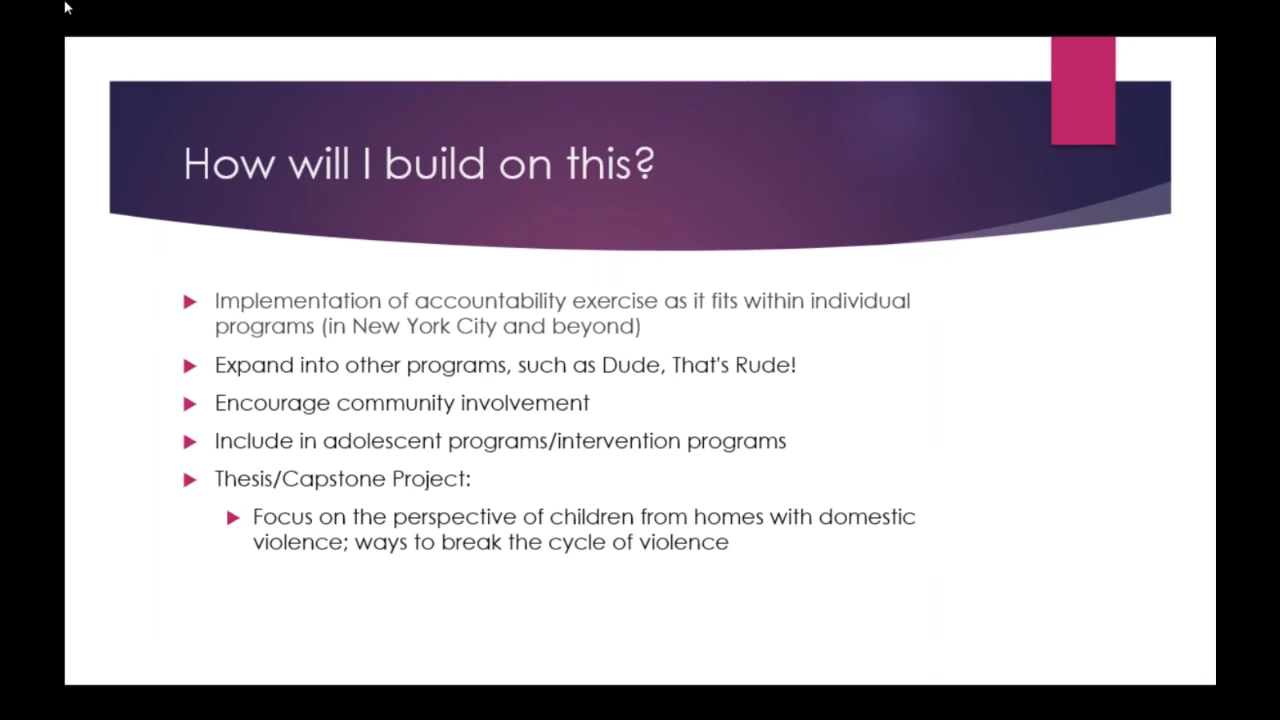 How will I build on this?
Implementation of accountability exercise as it fits within individual
programs (in New York City and beyond)
Expand into other programs, such as Dude, That's Rude!
Encourage community involvement
Include in adolescent programs/intervention programs
Thesis/Capstone Project:
Focus on the perspective of children from homes with domestic
violence; ways to break the cycle of violence